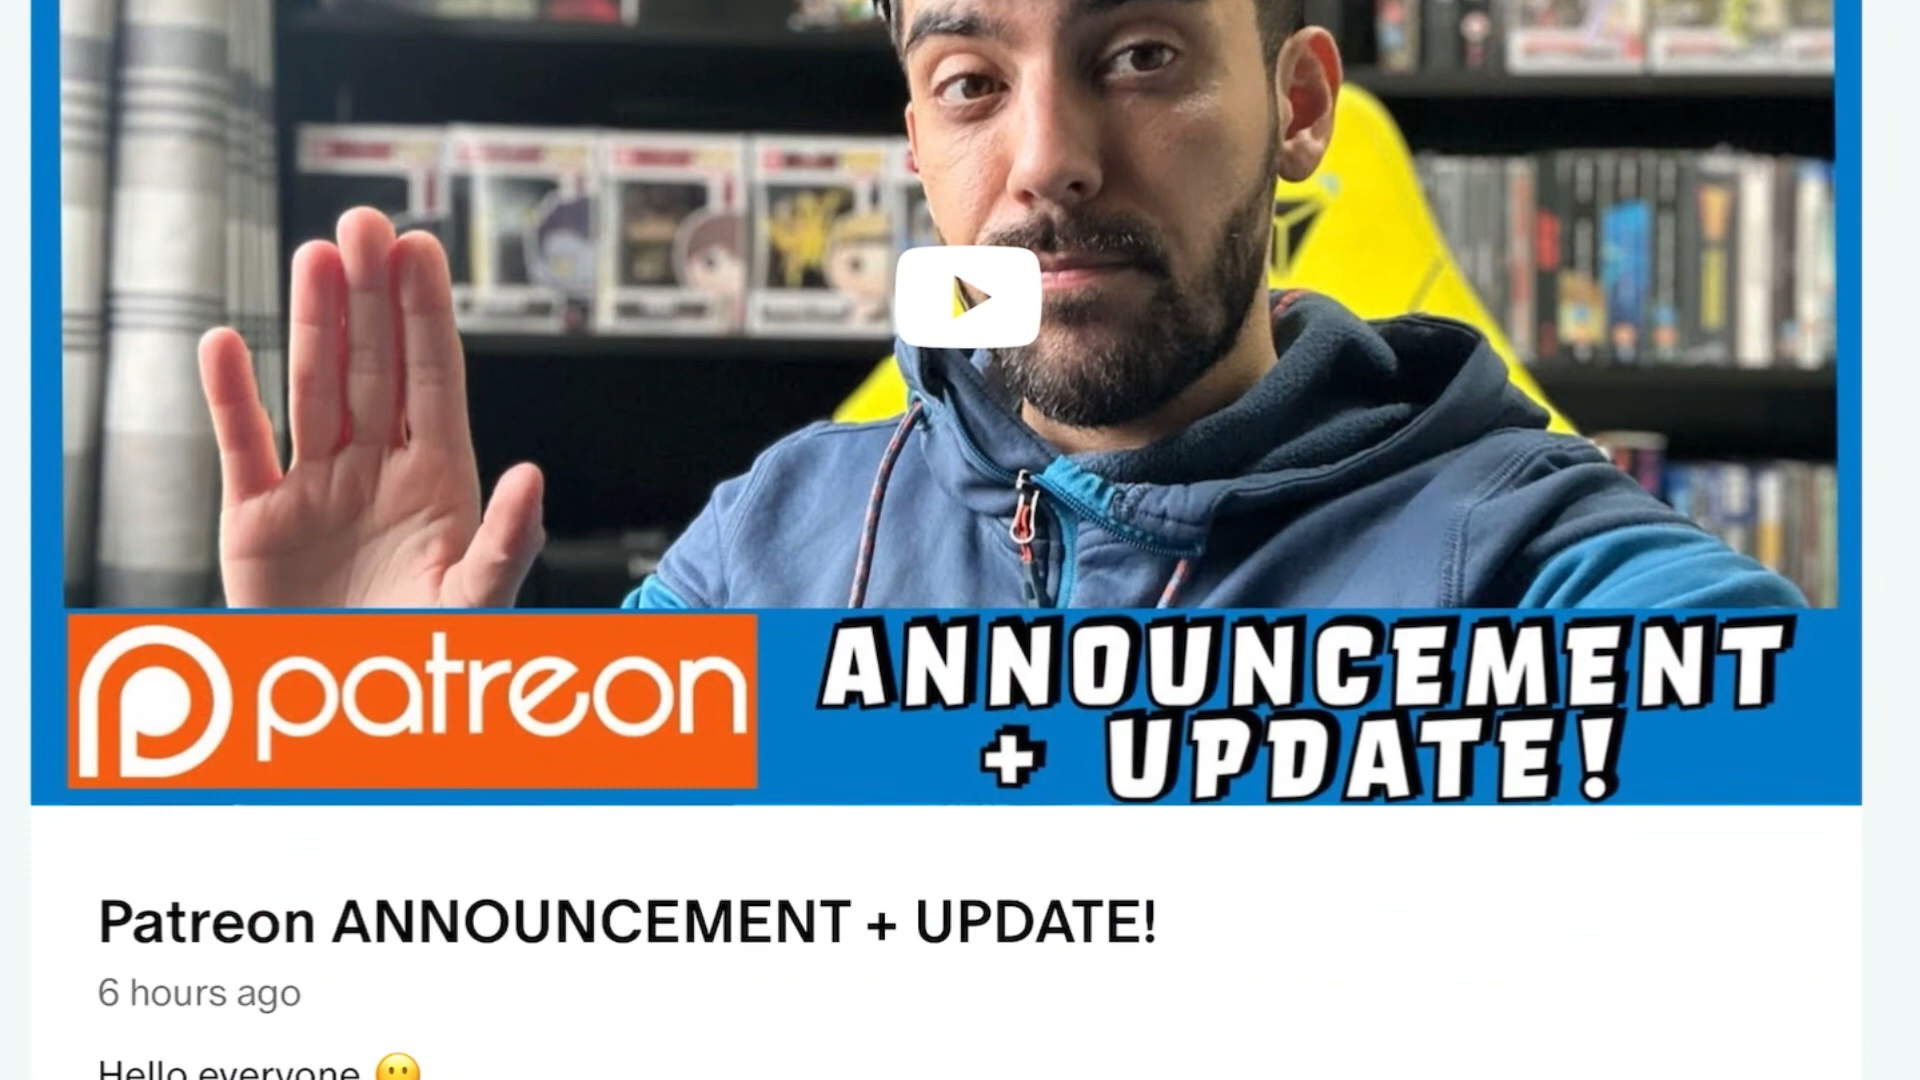 patreon
ANNOUNCEMENT
+ UPDATE!
Patreon ANNOUNCEMENT + UPDATE!
6 hours ago
Hello everyone 🙂